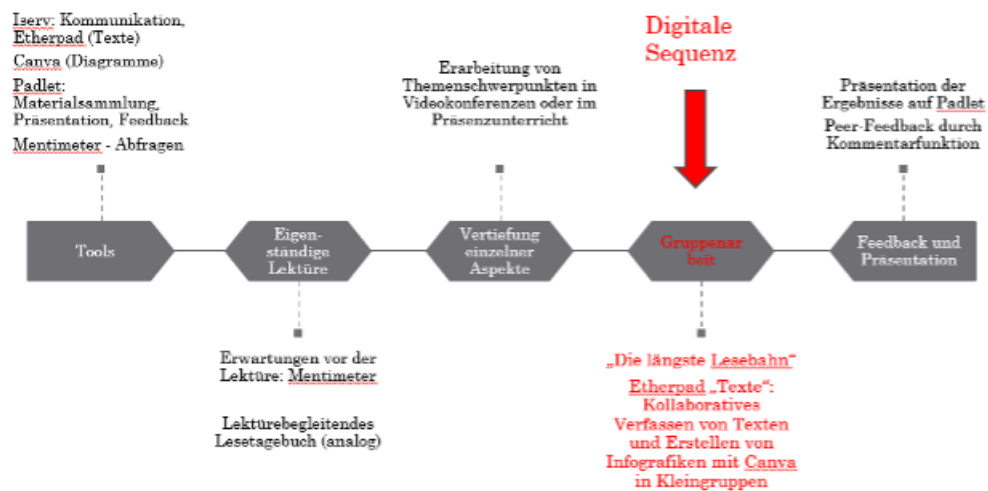 Iserv: Kommunikation,
Etherpad (Texte)
Canva (Diagramme)
Padlet:
Materialsammlung,
Präsentation, Feedback
Mentimeter - Abfragen
Erarbeitung von
Themenschwerpunkten in
Videokonferenzen oder im
Präsenzunterricht
Digitale
Sequenz
Präsentation der
Ergebnisse auf Padlet
Peer-Feedback durch
Kommentarfunktion
Tools
Eigen-
ständige
Lektüre
Vertiefung
einzelner
Aspekte
Gruppenar
beit
Feedback und
Präsentation
Erwartungen vor der
Lektüre: Mentimeter
Lektürebegleitendes
Lesetagebuch (analog)
„Die längste Lesebahn“
Etherpad „Texte“:
Kollaboratives
Verfassen von Texten
und Erstellen von
Infografiken mit Canva
in Kleingruppen